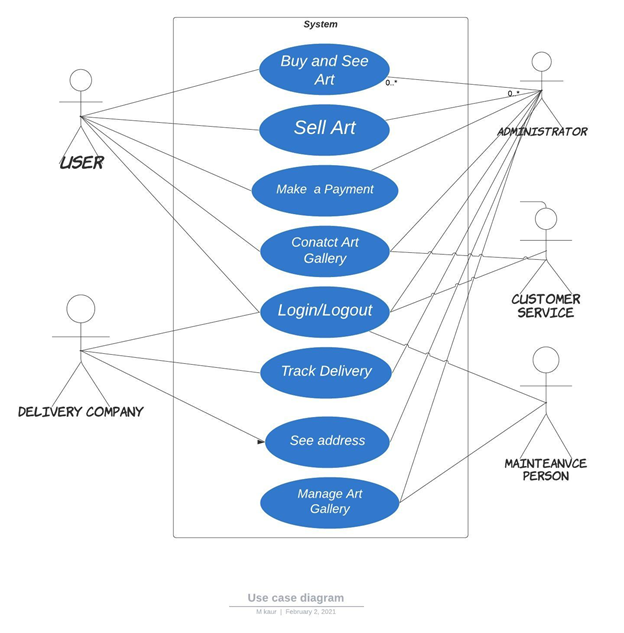 System
Buy and See
Art
0..*
0..*
Sell Art
ADMINISTRATOR
USER
Make a Payment
Conatct Art
Gallery
CUSTOMER
SERVICE
Login/Logout
Track Delivery
DELIVERY COMPANY
See address
MAINTEANVCE
PERSON
Manage Art
Gallery
Use case diagram
M kaur | February 2, 2021